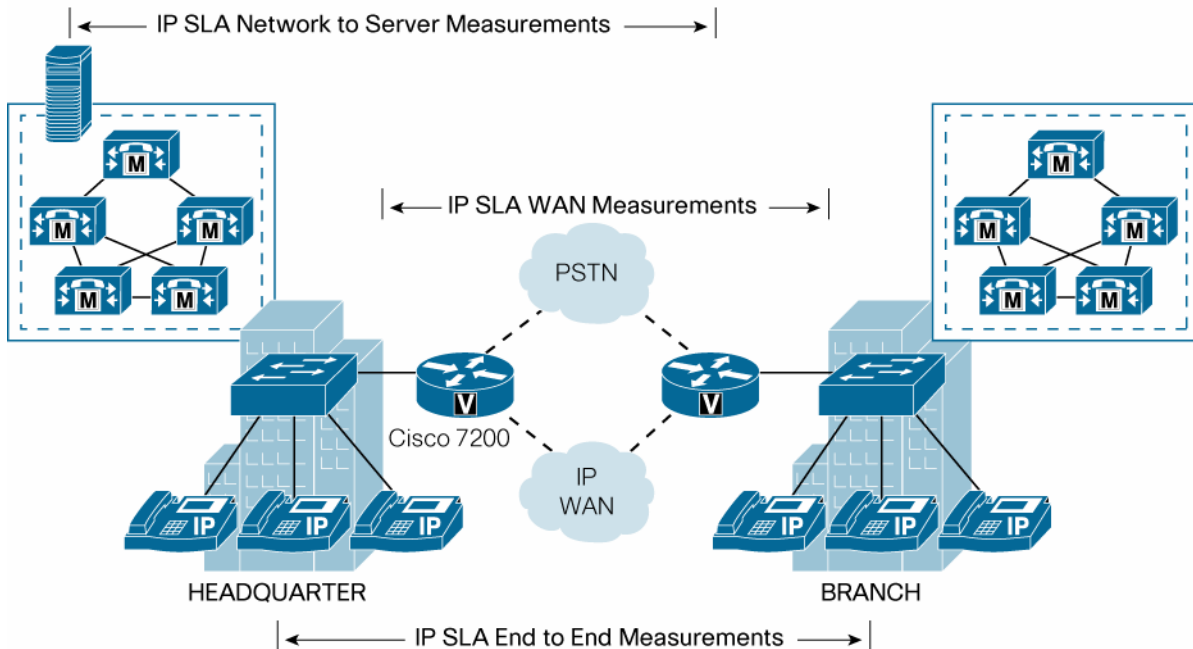 IP SLA Network to Server Measurements
M
M
M
M
M
M
M
M
M
M
IP SLA WAN Measurements
PSTN
V
V
Cisco 7200
IP
WAN
IP
IP
IP
IP
IP
IP
HEADQUARTER
BRANCH
IP SLA End to End Measurements